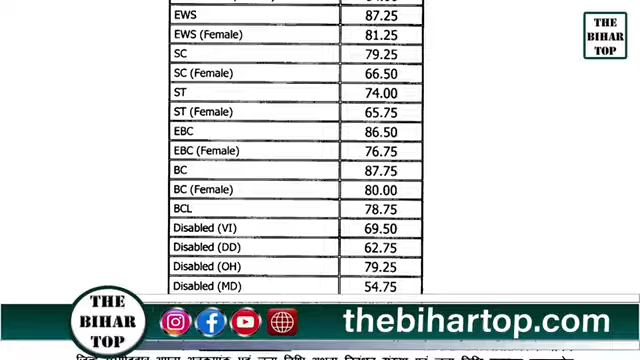 EWS 87.25
EWS (Female) 81.25
SC 79.25
SC (Female) 66.50
ST 74.00
ST (Female) 65.75
EBC 86.50
EBC (Female) 76.75
BC 87.75
BC (Female) 80.00
BCL 78.75
Disabled (VI) 69.50
Disabled (DD) 62.75
Disabled (OH) 79.25
Disabled (MD) 54.75
THE
BIHAR
TOP
THE
BIHAR
TOP
thebihartop.com